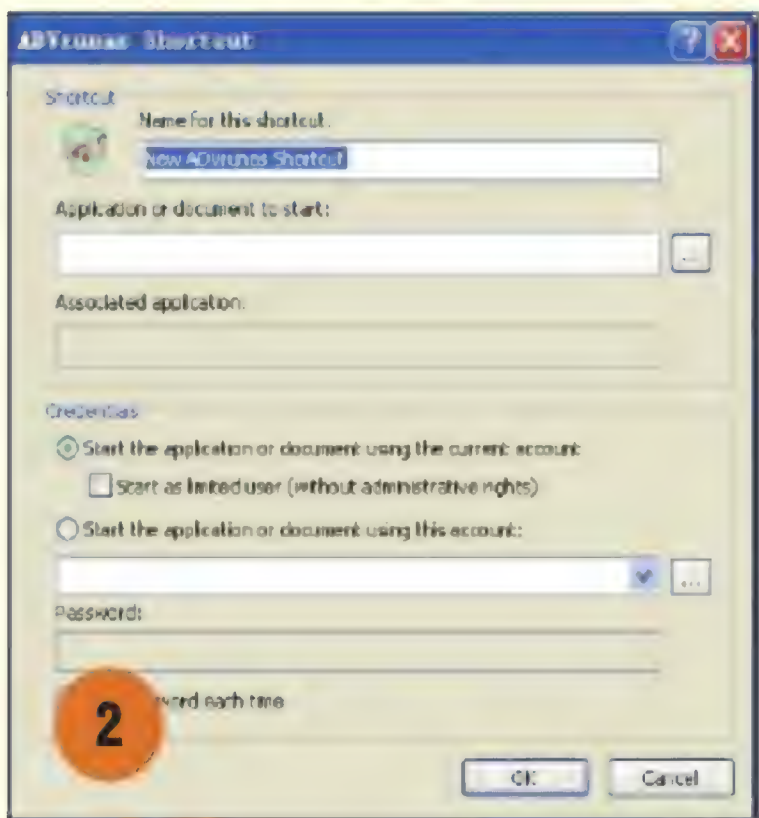 ADVrunas Shortcut
Shortcut
Name for this shortcut:
New ADVrunas Shortcut
Application or document to start:
...
Associated application:
Credentials
Start the application or document using the current account
Start as limited user (without administrative rights)
Start the application or document using this account:
...
Password:
word each time
2
OK
Cancel